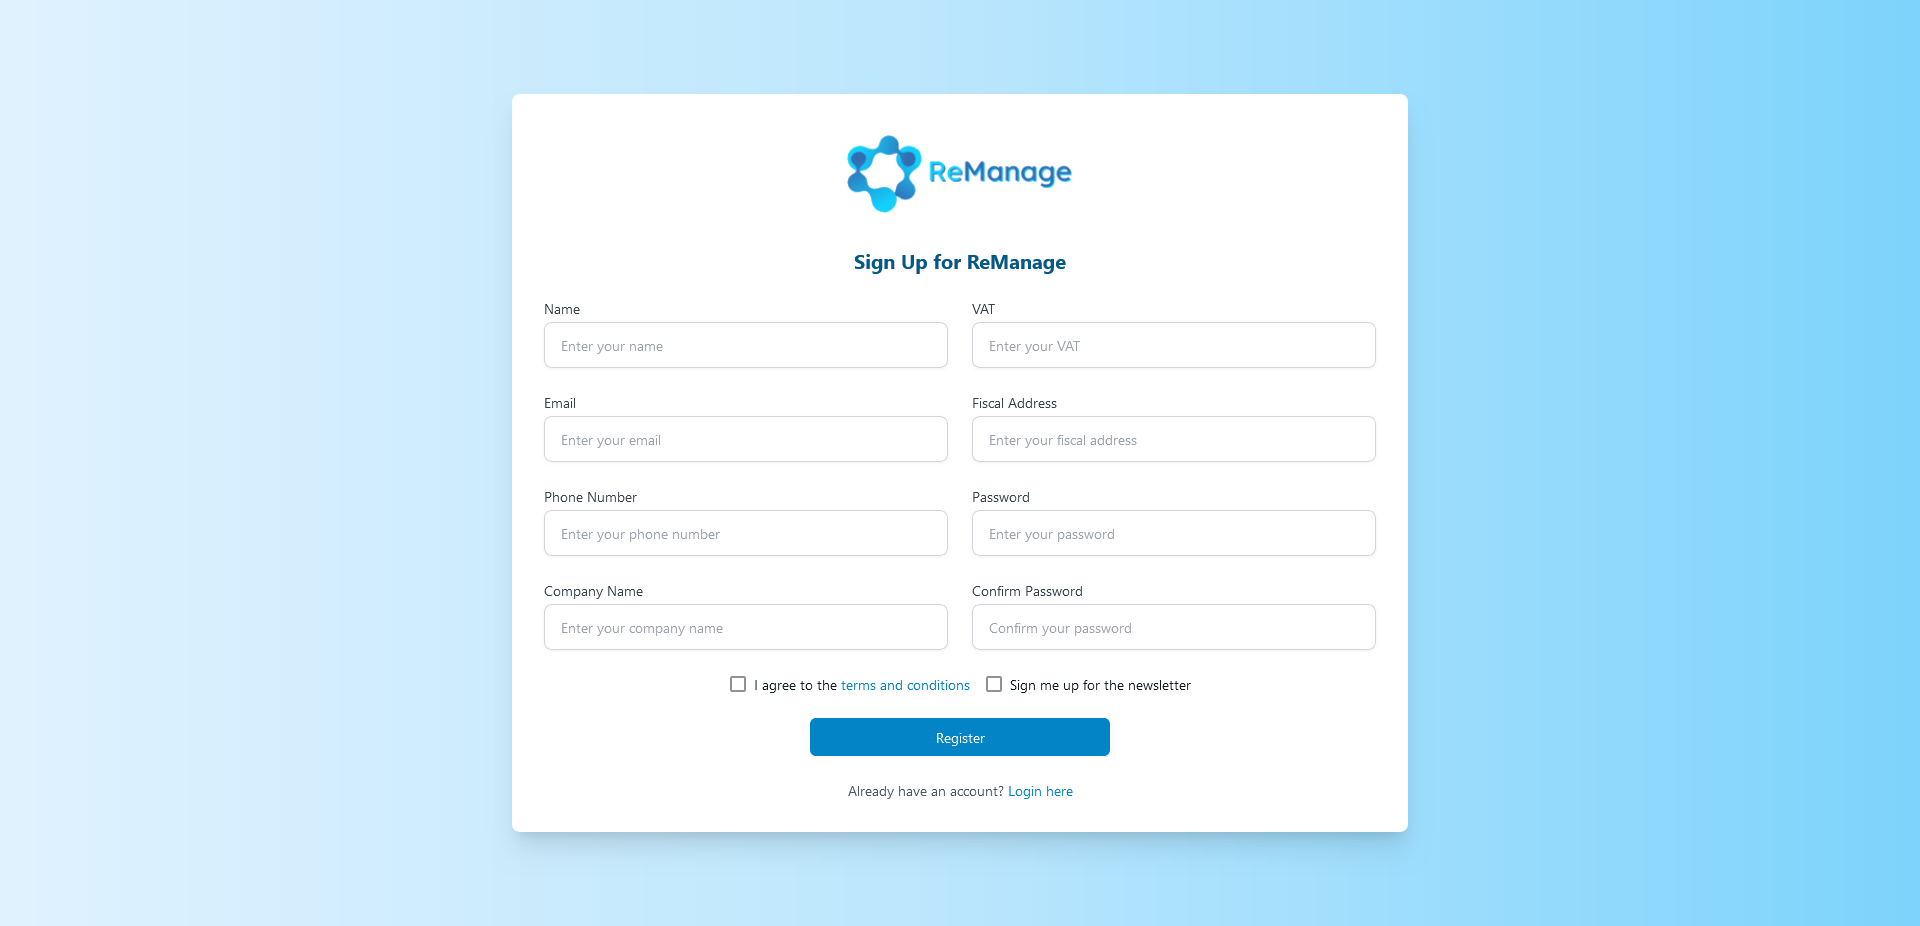 ReManage
Sign Up for ReManage
Name
VAT
Enter your name
Enter your VAT
Email
Fiscal Address
Enter your email
Enter your fiscal address
Phone Number
Password
Enter your phone number
Enter your password
Company Name
Confirm Password
Enter your company name
Confirm your password
I agree to the terms and conditions
Sign me up for the newsletter
Register
Already have an account? Login here